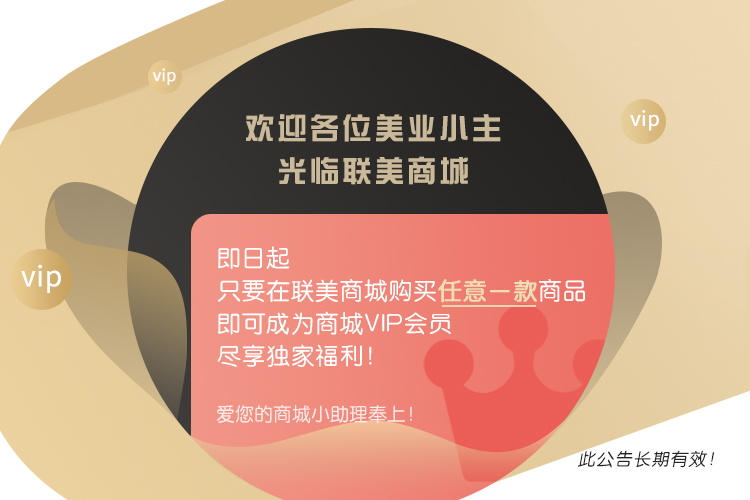 vip
vip
欢迎各位美业小主
光临联美商城
vip
即日起
只要在联美商城购买任意一款商品
即可成为商城VIP会员
尽享独家福利！
爱您的商城小助理奉上！
此公告长期有效！